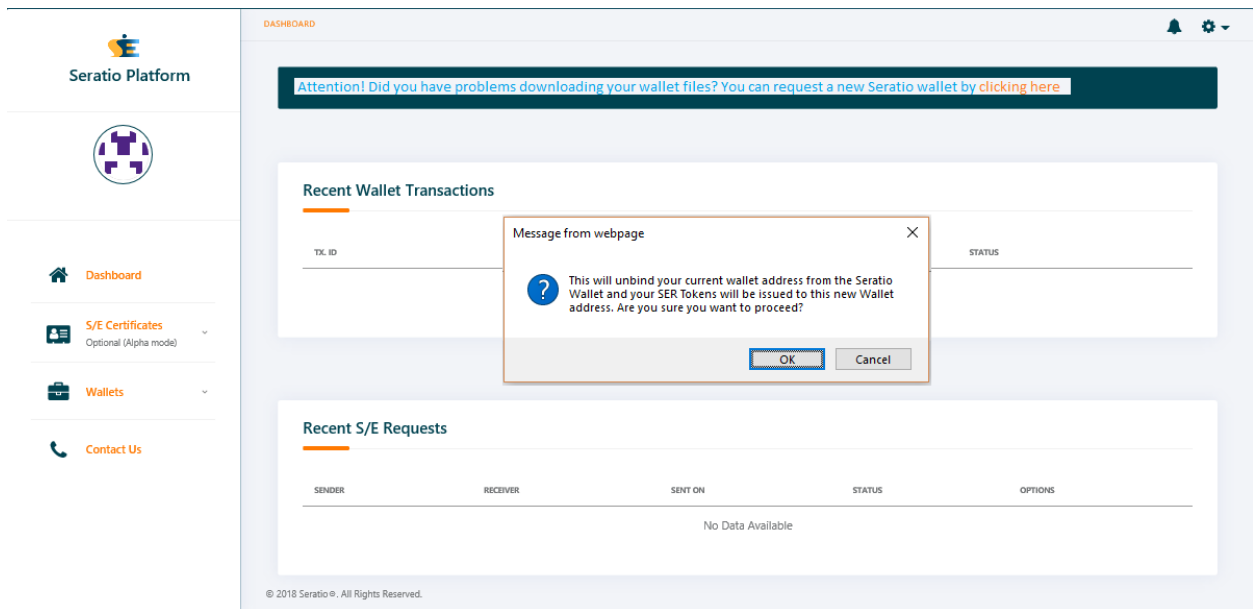 DASHBOARD
Seratio Platform
Attention! Did you have problems downloading your wallet files? You can request a new Seratio wallet by clicking here
Recent Wallet Transactions
Message from webpage
TX. ID
STATUS
This will unbind your current wallet address from the Seratio
Wallet and your SER Tokens will be issued to this new Wallet
address. Are you sure you want to proceed?
OK Cancel
Dashboard
S/E Certificates
Optional (Alpha mode)
Wallets
Contact Us
Recent S/E Requests
SENDER RECEIVER SENT ON STATUS OPTIONS
No Data Available
© 2018 Seratio®. All Rights Reserved.